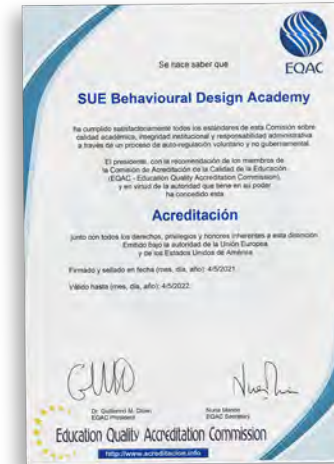 Se hace saber que
EQAC
SUE Behavioural Design Academy
ha cumplido satisfactoriamente todos los estándares de esta Comisión sobre
calidad académica, integridad institucional y responsabilidad administrativa
a través de un proceso de auto-regulación voluntario y no gubernamental.
El presidente, con la recomendación de los miembros de
la Comisión de Acreditación de la Calidad de la Educación
(EQAC - Education Quality Accreditation Commission),
y en virtud de la autoridad que tiene en su poder
ha concedido esta
Acreditación
junto con todos los derechos, privilegios y honores inherentes a esta distinción.
Emitido bajo la autoridad de la Unión Europea
y de los Estados Unidos de América.
Firmado y sellado en fecha (mes, día, año): 4/5/2021.
Válido hasta (mes, día, año): 4/5/2022.
EQAC President
EQAC Secretary
Education Quality Accreditation Commission
http://www.acreditacion.info